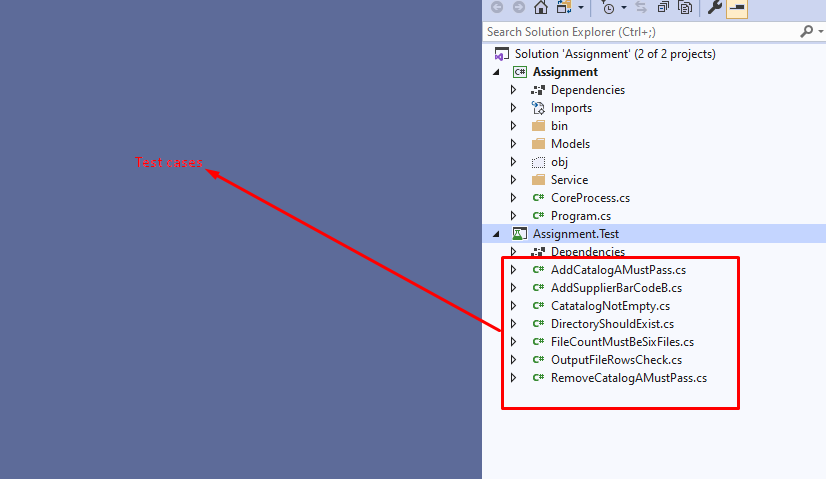 Search Solution Explorer (Ctrl+;)
Solution 'Assignment' (2 of 2 projects)
C# Assignment
Dependencies
Imports
bin
Models
obj
Service
C# CoreProcess.cs
C# Program.cs
Assignment.Test
Dependencies
C# AddCatalogAMustPass.cs
C# AddSupplierBarCodeB.cs
C# CatatalogNotEmpty.cs
C# DirectoryShouldExist.cs
C# FileCountMustBeSixFiles.cs
C# OutputFileRowsCheck.cs
C# RemoveCatalogAMustPass.cs
Test cases